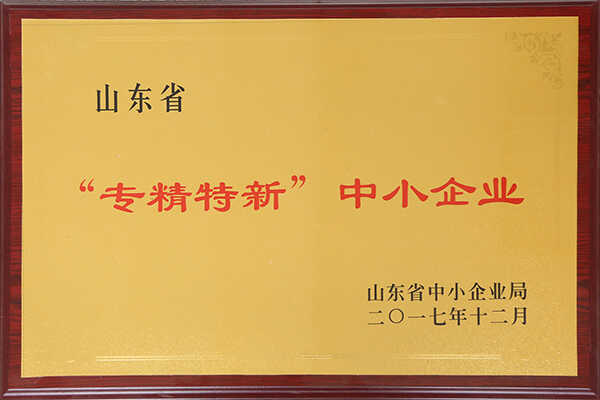 山东省
“专精特新” 中小企业
山东省中小企业局
二〇一七年十二月